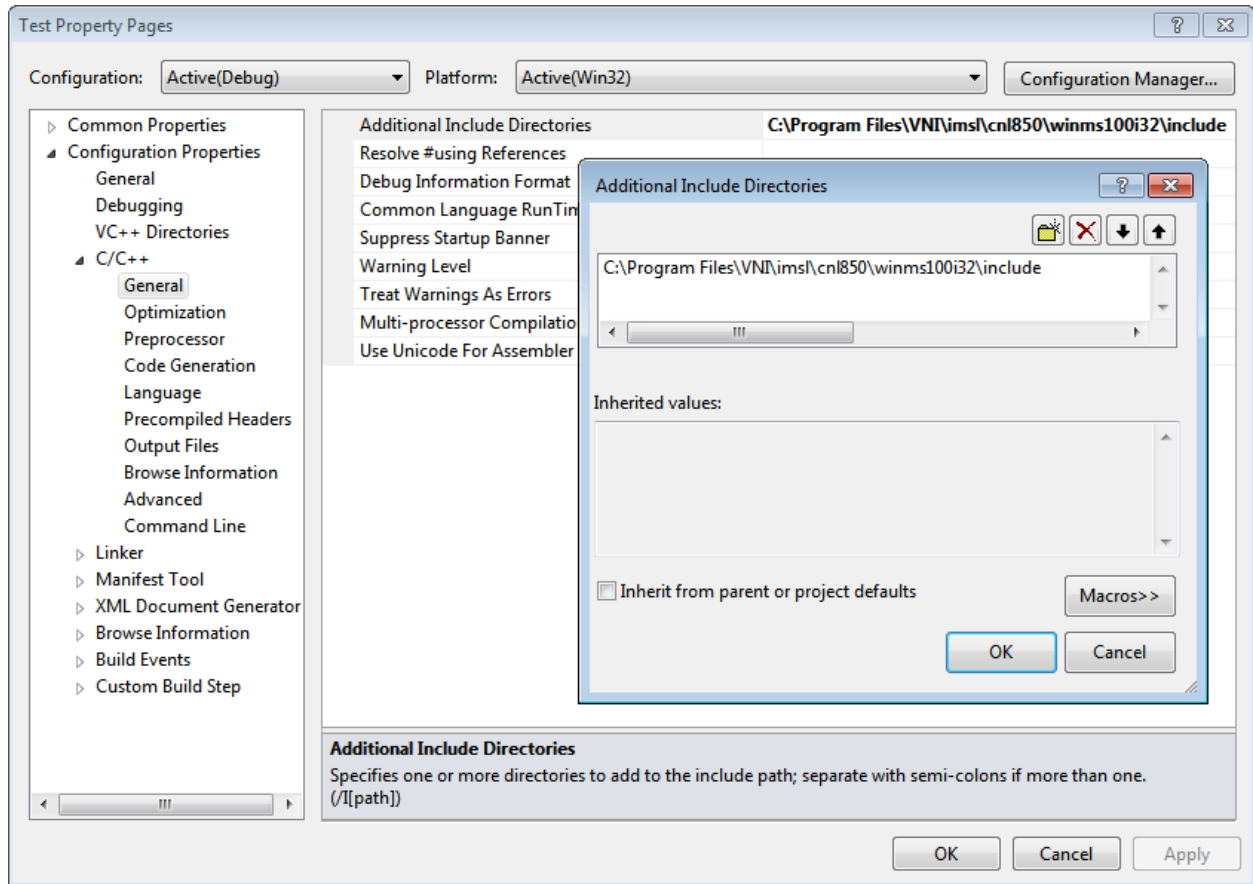 Test Property Pages
Configuration: Active(Debug) Platform: Active(Win32) Configuration Manager...
Common Properties
Configuration Properties
General
Debugging
VC++ Directories
C/C++
General
Optimization
Preprocessor
Code Generation
Language
Precompiled Headers
Output Files
Browse Information
Advanced
Command Line
Linker
Manifest Tool
XML Document Generator
Browse Information
Build Events
Custom Build Step
Additional Include Directories C:\Program Files\VNI\imsl\cnl850\winms100i32\include
Resolve #using References
Debug Information Format
Common Language RunTim
Suppress Startup Banner
Warning Level
Treat Warnings As Errors
Multi-processor Compilatio
Use Unicode For Assembler
Additional Include Directories
C:\Program Files\VNI\imsl\cnl850\winms100i32\include
Inherited values:
Inherit from parent or project defaults
Macros>>
OK Cancel
Additional Include Directories
Specifies one or more directories to add to the include path; separate with semi-colons if more than one.
(/I[path])
OK Cancel Apply